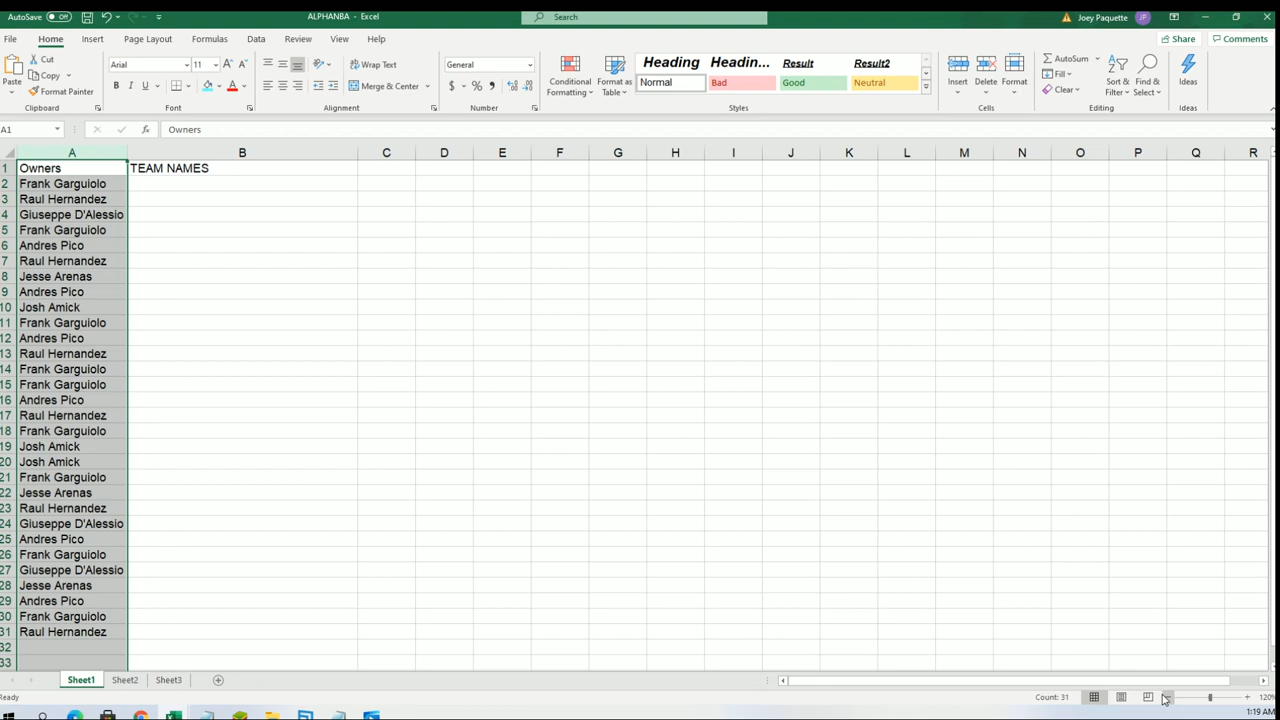 AutoSave Off ALPHANBA - Excel Search Joey Paquette JP
File Home Insert Page Layout Formulas Data Review View Help Share Comments
Paste Cut Copy Format Painter Clipboard
Arial 11 A A B I U A Font
Wrap Text Merge & Center Alignment
General $ % Number
Conditional Formatting Format as Table
Heading Headin... Result Result2
Normal Bad Good Neutral
Styles
Insert Delete Format Cells
AutoSum Fill Clear Sort & Filter Find & Select Editing
Ideas Ideas
A1 fx Owners
A B C D E F G H I J K L M N O P Q R
1 Owners TEAM NAMES
2 Frank Garguiolo
3 Raul Hernandez
4 Giuseppe D'Alessio
5 Frank Garguiolo
6 Andres Pico
7 Raul Hernandez
8 Jesse Arenas
9 Andres Pico
10 Josh Amick
11 Frank Garguiolo
12 Andres Pico
13 Raul Hernandez
14 Frank Garguiolo
15 Frank Garguiolo
16 Andres Pico
17 Raul Hernandez
18 Frank Garguiolo
19 Josh Amick
20 Josh Amick
21 Frank Garguiolo
22 Jesse Arenas
23 Raul Hernandez
24 Giuseppe D'Alessio
25 Andres Pico
26 Frank Garguiolo
27 Giuseppe D'Alessio
28 Jesse Arenas
29 Andres Pico
30 Frank Garguiolo
31 Raul Hernandez
32
33
Sheet1 Sheet2 Sheet3
Ready Count: 31 120%
1:19 AM